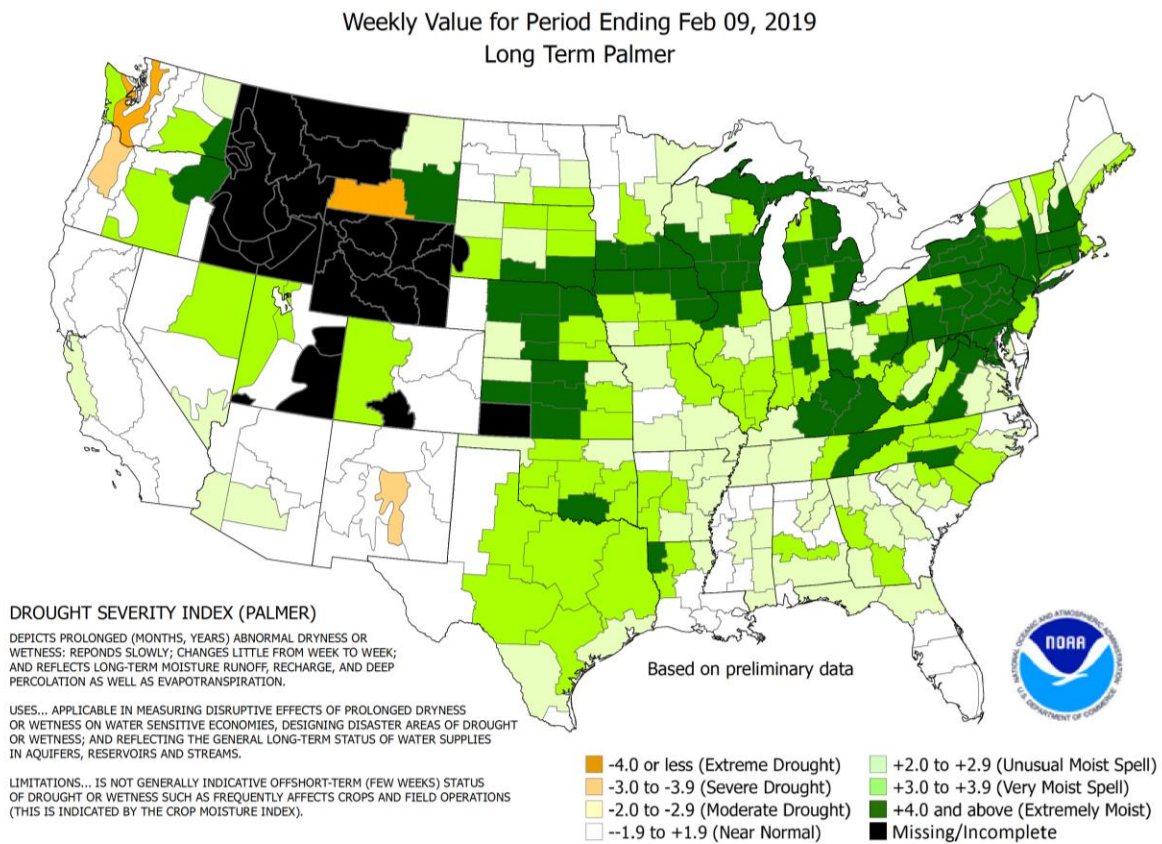 Weekly Value for Period Ending Feb 09, 2019
Long Term Palmer
DROUGHT SEVERITY INDEX (PALMER)
DEPICTS PROLONGED (MONTHS, YEARS) ABNORMAL DRYNESS OR
WETNESS: REPONDS SLOWLY; CHANGES LITTLE FROM WEEK TO WEEK;
AND REFLECTS LONG-TERM MOISTURE RUNOFF, RECHARGE, AND DEEP
PERCOLATION AS WELL AS EVAPOTRANSPIRATION.
USES... APPLICABLE IN MEASURING DISRUPTIVE EFFECTS OF PROLONGED DRYNESS
OR WETNESS ON WATER SENSITIVE ECONOMIES, DESIGNING DISASTER AREAS OF DROUGHT
OR WETNESS; AND REFLECTING THE GENERAL LONG-TERM STATUS OF WATER SUPPLIES
IN AQUIFERS, RESERVOIRS AND STREAMS.
LIMITATIONS... IS NOT GENERALLY INDICATIVE OFFSHORT-TERM (FEW WEEKS) STATUS
OF DROUGHT OR WETNESS SUCH AS FREQUENTLY AFFECTS CROPS AND FIELD OPERATIONS
(THIS IS INDICATED BY THE CROP MOISTURE INDEX).
Based on preliminary data
NATIONAL OCEANIC AND ATMOSPHERIC ADMINISTRATION
NOAA
U.S. DEPARTMENT OF COMMERCE
-4.0 or less (Extreme Drought)
-3.0 to -3.9 (Severe Drought)
-2.0 to -2.9 (Moderate Drought)
--1.9 to +1.9 (Near Normal)
+2.0 to +2.9 (Unusual Moist Spell)
+3.0 to +3.9 (Very Moist Spell)
+4.0 and above (Extremely Moist)
Missing/Incomplete